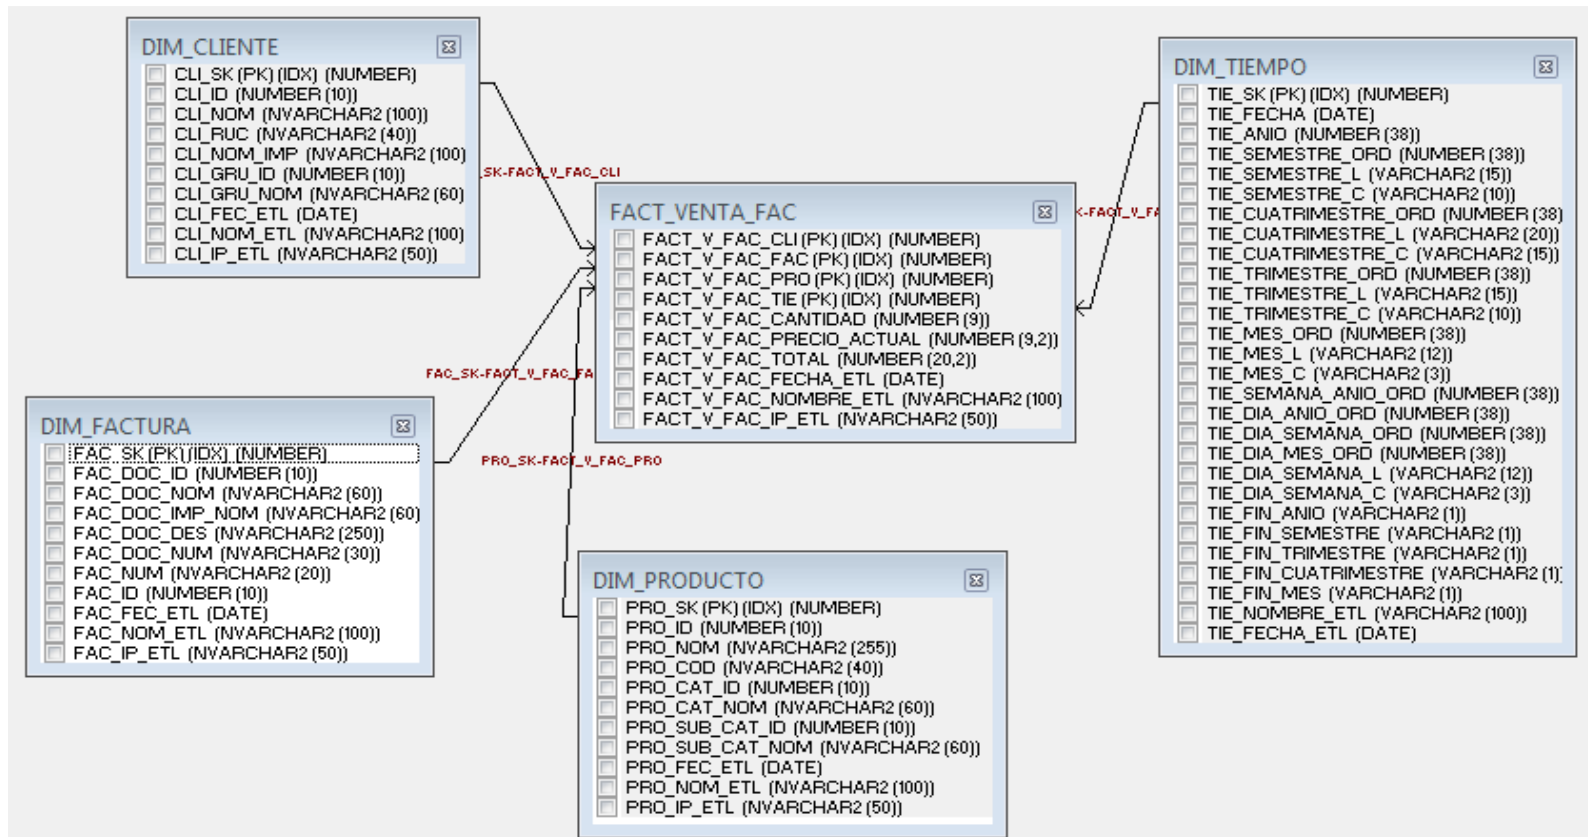 DIM_CLIENTE
CLI_SK (PK) (IDX) (NUMBER)
CLI_ID (NUMBER (10))
CLI_NOM (NVARCHAR2 (100))
CLI_RUC (NVARCHAR2 (40))
CLI_NOM_IMP (NVARCHAR2 (100)
CLI_GRU_ID (NUMBER (10))
CLI_GRU_NOM (NVARCHAR2 (60)
CLI_FEC_ETL (DATE)
CLI_NOM_ETL (NVARCHAR2 (100)
CLI_IP_ETL (NVARCHAR2 (50))
_SK-FACT_V_FAC_CLI
FACT_VENTA_FAC
FACT_V_FAC_CLI (PK) (IDX) (NUMBER)
FACT_V_FAC_FAC (PK) (IDX) (NUMBER)
FACT_V_FAC_PRO (PK) (IDX) (NUMBER)
FACT_V_FAC_TIE (PK) (IDX) (NUMBER)
FACT_V_FAC_CANTIDAD (NUMBER (9))
FACT_V_FAC_PRECIO_ACTUAL (NUMBER (9,2))
FACT_V_FAC_TOTAL (NUMBER (20,2))
FACT_V_FAC_FECHA_ETL (DATE)
FACT_V_FAC_NOMBRE_ETL (NVARCHAR2 (100)
FACT_V_FAC_IP_ETL (NVARCHAR2 (50))
K-FACT_V_FA
DIM_TIEMPO
TIE_SK (PK) (IDX) (NUMBER)
TIE_FECHA (DATE)
TIE_ANIO (NUMBER (38))
TIE_SEMESTRE_ORD (NUMBER (38))
TIE_SEMESTRE_L (VARCHAR2 (15))
TIE_SEMESTRE_C (VARCHAR2 (10))
TIE_CUATRIMESTRE_ORD (NUMBER (38)
TIE_CUATRIMESTRE_L (VARCHAR2 (20))
TIE_CUATRIMESTRE_C (VARCHAR2 (15))
TIE_TRIMESTRE_ORD (NUMBER (38))
TIE_TRIMESTRE_L (VARCHAR2 (15))
TIE_TRIMESTRE_C (VARCHAR2 (10))
TIE_MES_ORD (NUMBER (38))
TIE_MES_L (VARCHAR2 (12))
TIE_MES_C (VARCHAR2 (3))
TIE_SEMANA_ANIO_ORD (NUMBER (38))
TIE_DIA_ANIO_ORD (NUMBER (38))
TIE_DIA_SEMANA_ORD (NUMBER (38))
TIE_DIA_MES_ORD (NUMBER (38))
TIE_DIA_SEMANA_L (VARCHAR2 (12))
TIE_DIA_SEMANA_C (VARCHAR2 (3))
TIE_FIN_ANIO (VARCHAR2 (1))
TIE_FIN_SEMESTRE (VARCHAR2 (1))
TIE_FIN_TRIMESTRE (VARCHAR2 (1))
TIE_FIN_CUATRIMESTRE (VARCHAR2 (1)
TIE_FIN_MES (VARCHAR2 (1))
TIE_NOMBRE_ETL (VARCHAR2 (100))
TIE_FECHA_ETL (DATE)
FAC_SK-FACT_V_FAC_FA
DIM_FACTURA
FAC_SK (PK) (IDX) (NUMBER)
FAC_DOC_ID (NUMBER (10))
FAC_DOC_NOM (NVARCHAR2 (60))
FAC_DOC_IMP_NOM (NVARCHAR2 (60)
FAC_DOC_DES (NVARCHAR2 (250))
FAC_DOC_NUM (NVARCHAR2 (30))
FAC_NUM (NVARCHAR2 (20))
FAC_ID (NUMBER (10))
FAC_FEC_ETL (DATE)
FAC_NOM_ETL (NVARCHAR2 (100))
FAC_IP_ETL (NVARCHAR2 (50))
PRO_SK-FACT_V_FAC_PRO
DIM_PRODUCTO
PRO_SK (PK) (IDX) (NUMBER)
PRO_ID (NUMBER (10))
PRO_NOM (NVARCHAR2 (255))
PRO_COD (NVARCHAR2 (40))
PRO_CAT_ID (NUMBER (10))
PRO_CAT_NOM (NVARCHAR2 (60))
PRO_SUB_CAT_ID (NUMBER (10))
PRO_SUB_CAT_NOM (NVARCHAR2 (60))
PRO_FEC_ETL (DATE)
PRO_NOM_ETL (NVARCHAR2 (100))
PRO_IP_ETL (NVARCHAR2 (50))